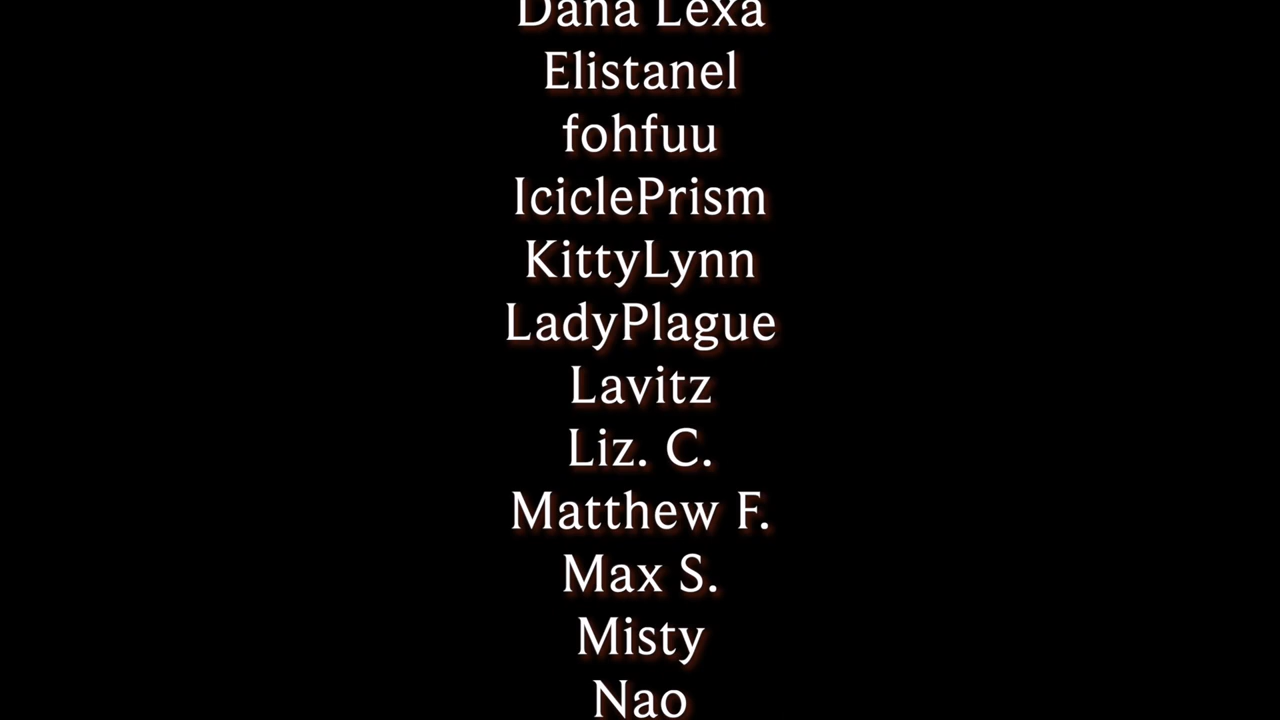 Dana Lexa
Elistanel
fohfuu
IciclePrism
KittyLynn
LadyPlague
Lavitz
Liz. C.
Matthew F.
Max S.
Misty
Nao